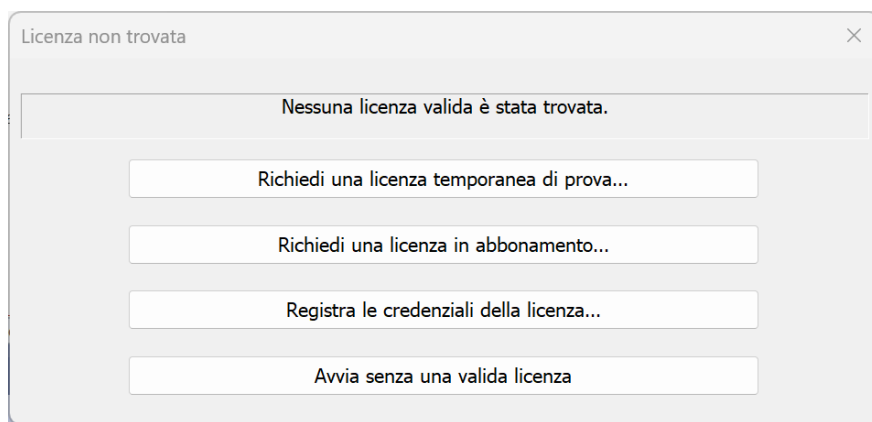 Licenza non trovata
Nessuna licenza valida è stata trovata.
Richiedi una licenza temporanea di prova...
Richiedi una licenza in abbonamento...
Registra le credenziali della licenza...
Avvia senza una valida licenza